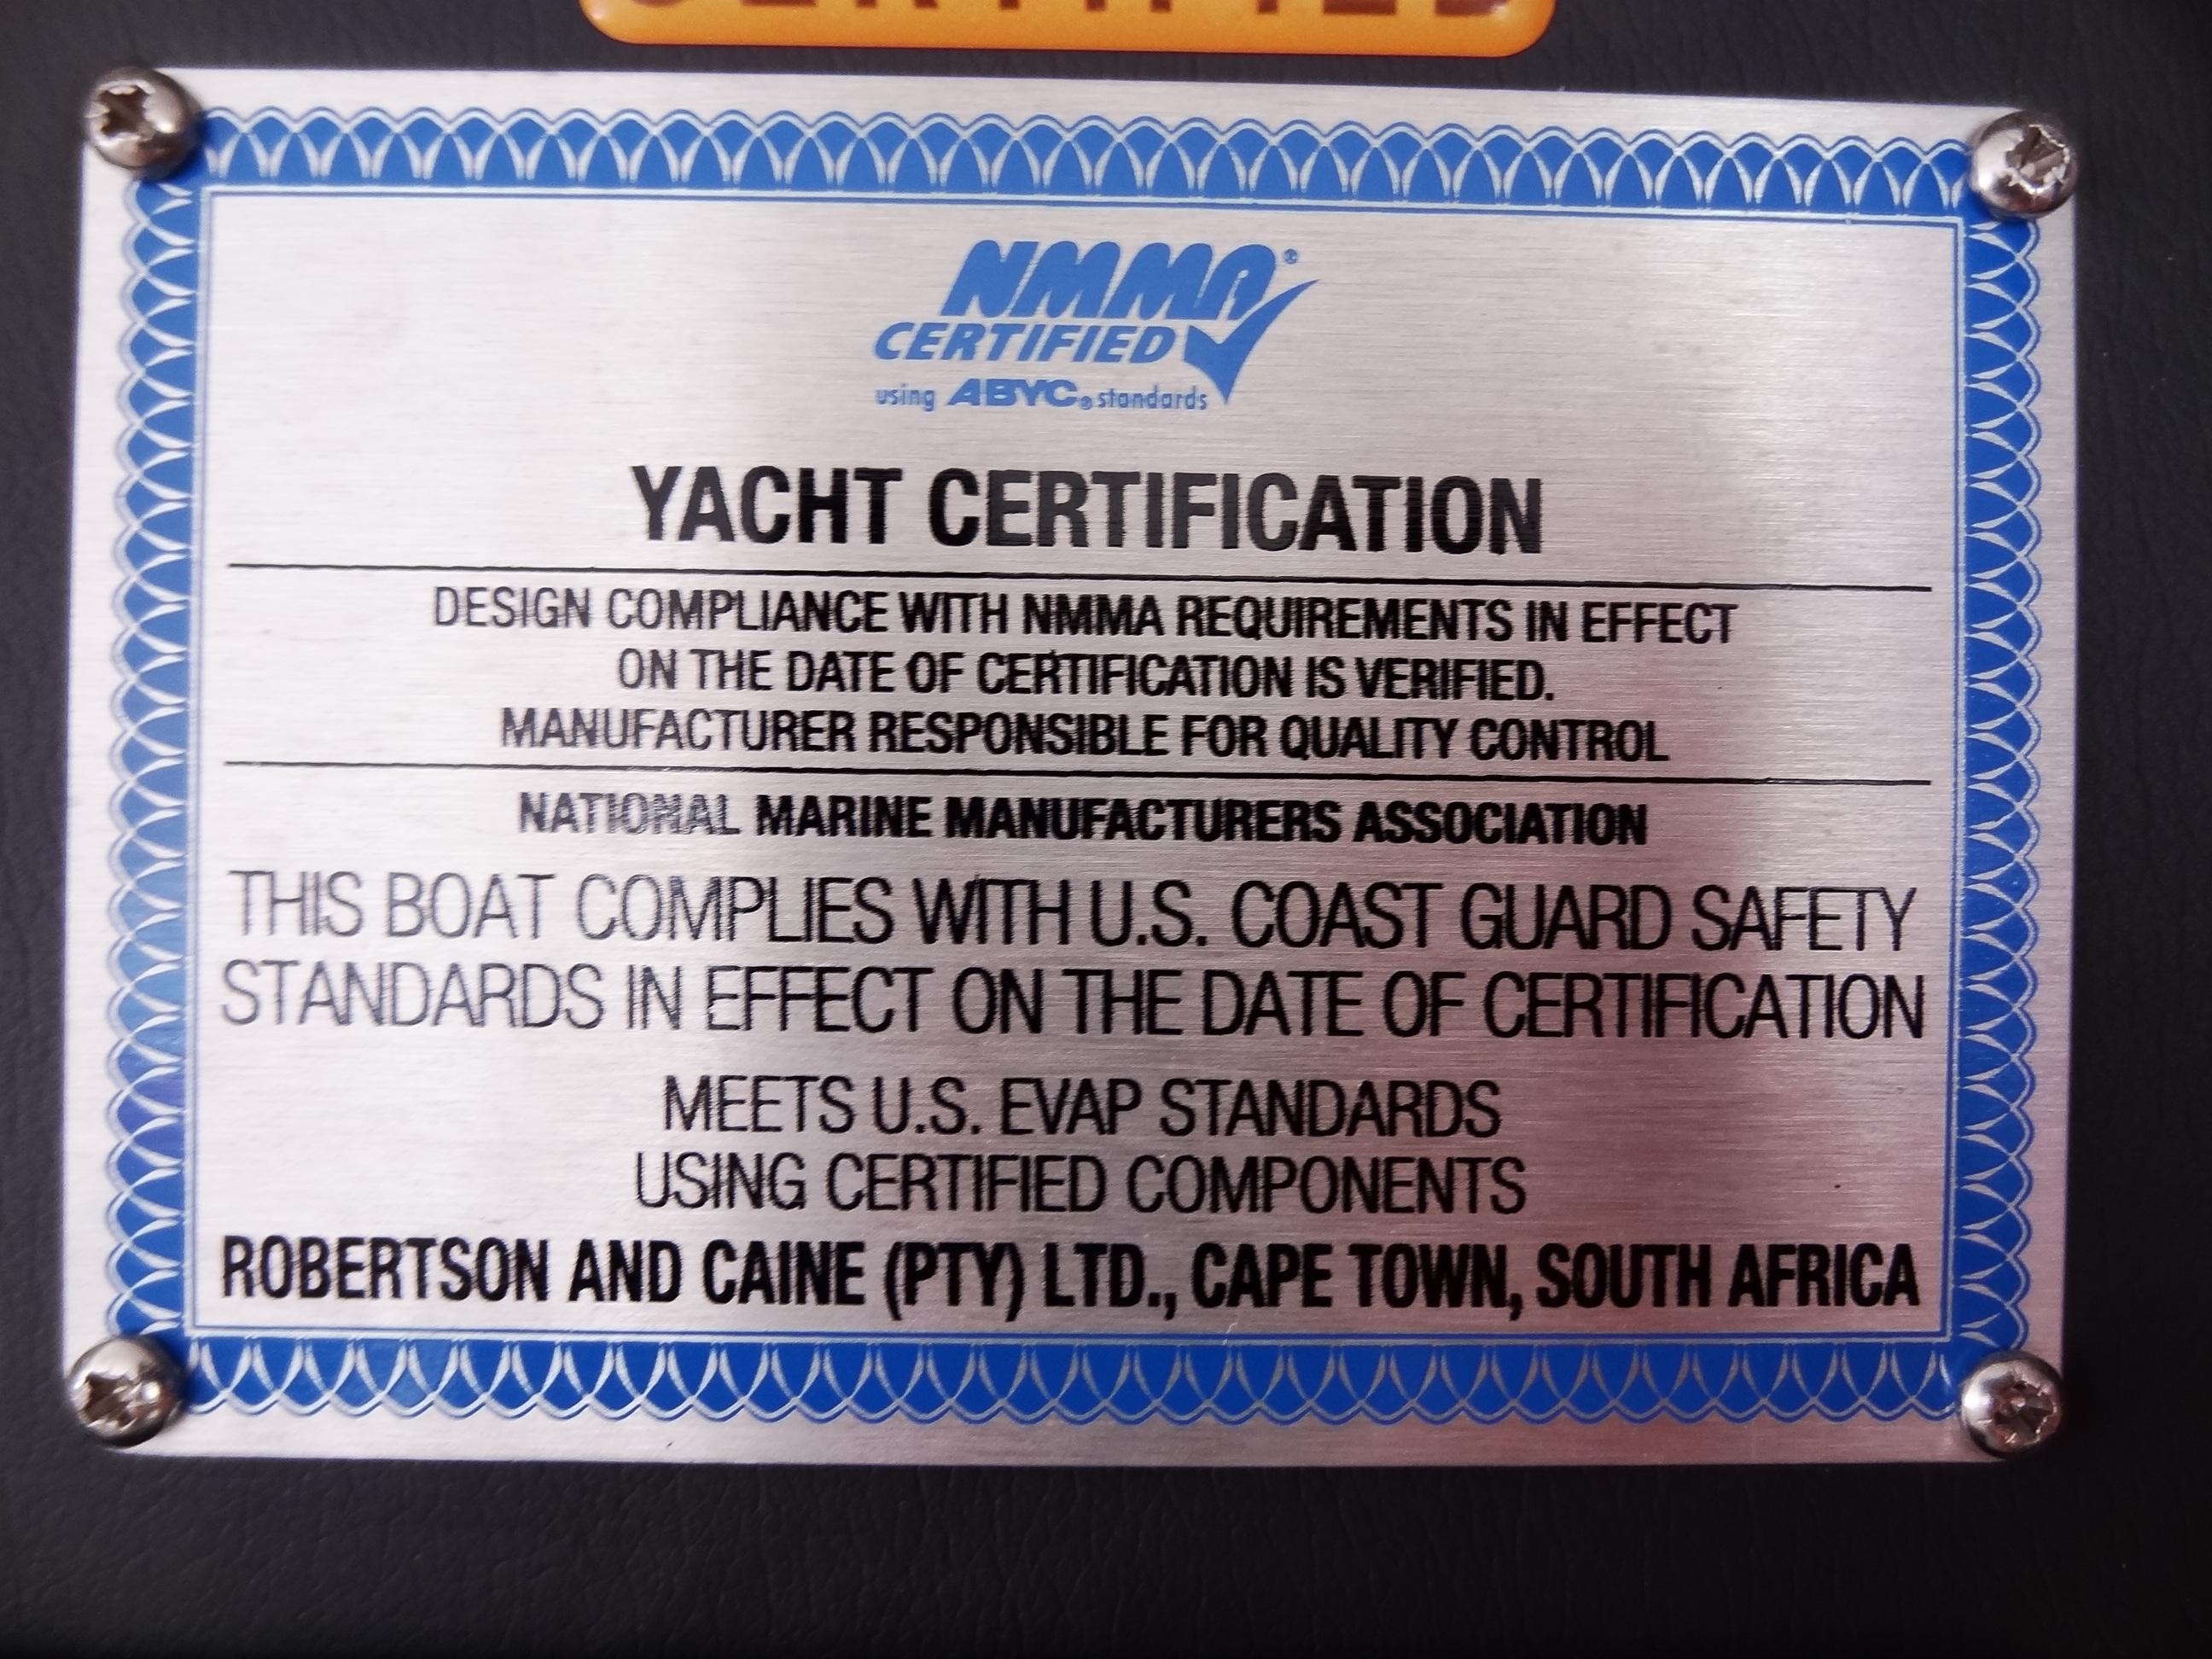 CERTIFIED
NMMA®
CERTIFIED
using ABYC® standards
YACHT CERTIFICATION
DESIGN COMPLIANCE WITH NMMA REQUIREMENTS IN EFFECT
ON THE DATE OF CERTIFICATION IS VERIFIED.
MANUFACTURER RESPONSIBLE FOR QUALITY CONTROL
NATIONAL MARINE MANUFACTURERS ASSOCIATION
THIS BOAT COMPLIES WITH U.S. COAST GUARD SAFETY
STANDARDS IN EFFECT ON THE DATE OF CERTIFICATION
MEETS U.S. EVAP STANDARDS
USING CERTIFIED COMPONENTS
ROBERTSON AND CAINE (PTY) LTD., CAPE TOWN, SOUTH AFRICA